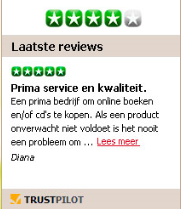 Laatste reviews
Prima service en kwaliteit.
Een prima bedrijf om online boeken
en/of cd's te kopen. Als een product
onverwacht niet voldoet is het nooit
een probleem om ... Lees meer
Diana
TRUSTPILOT